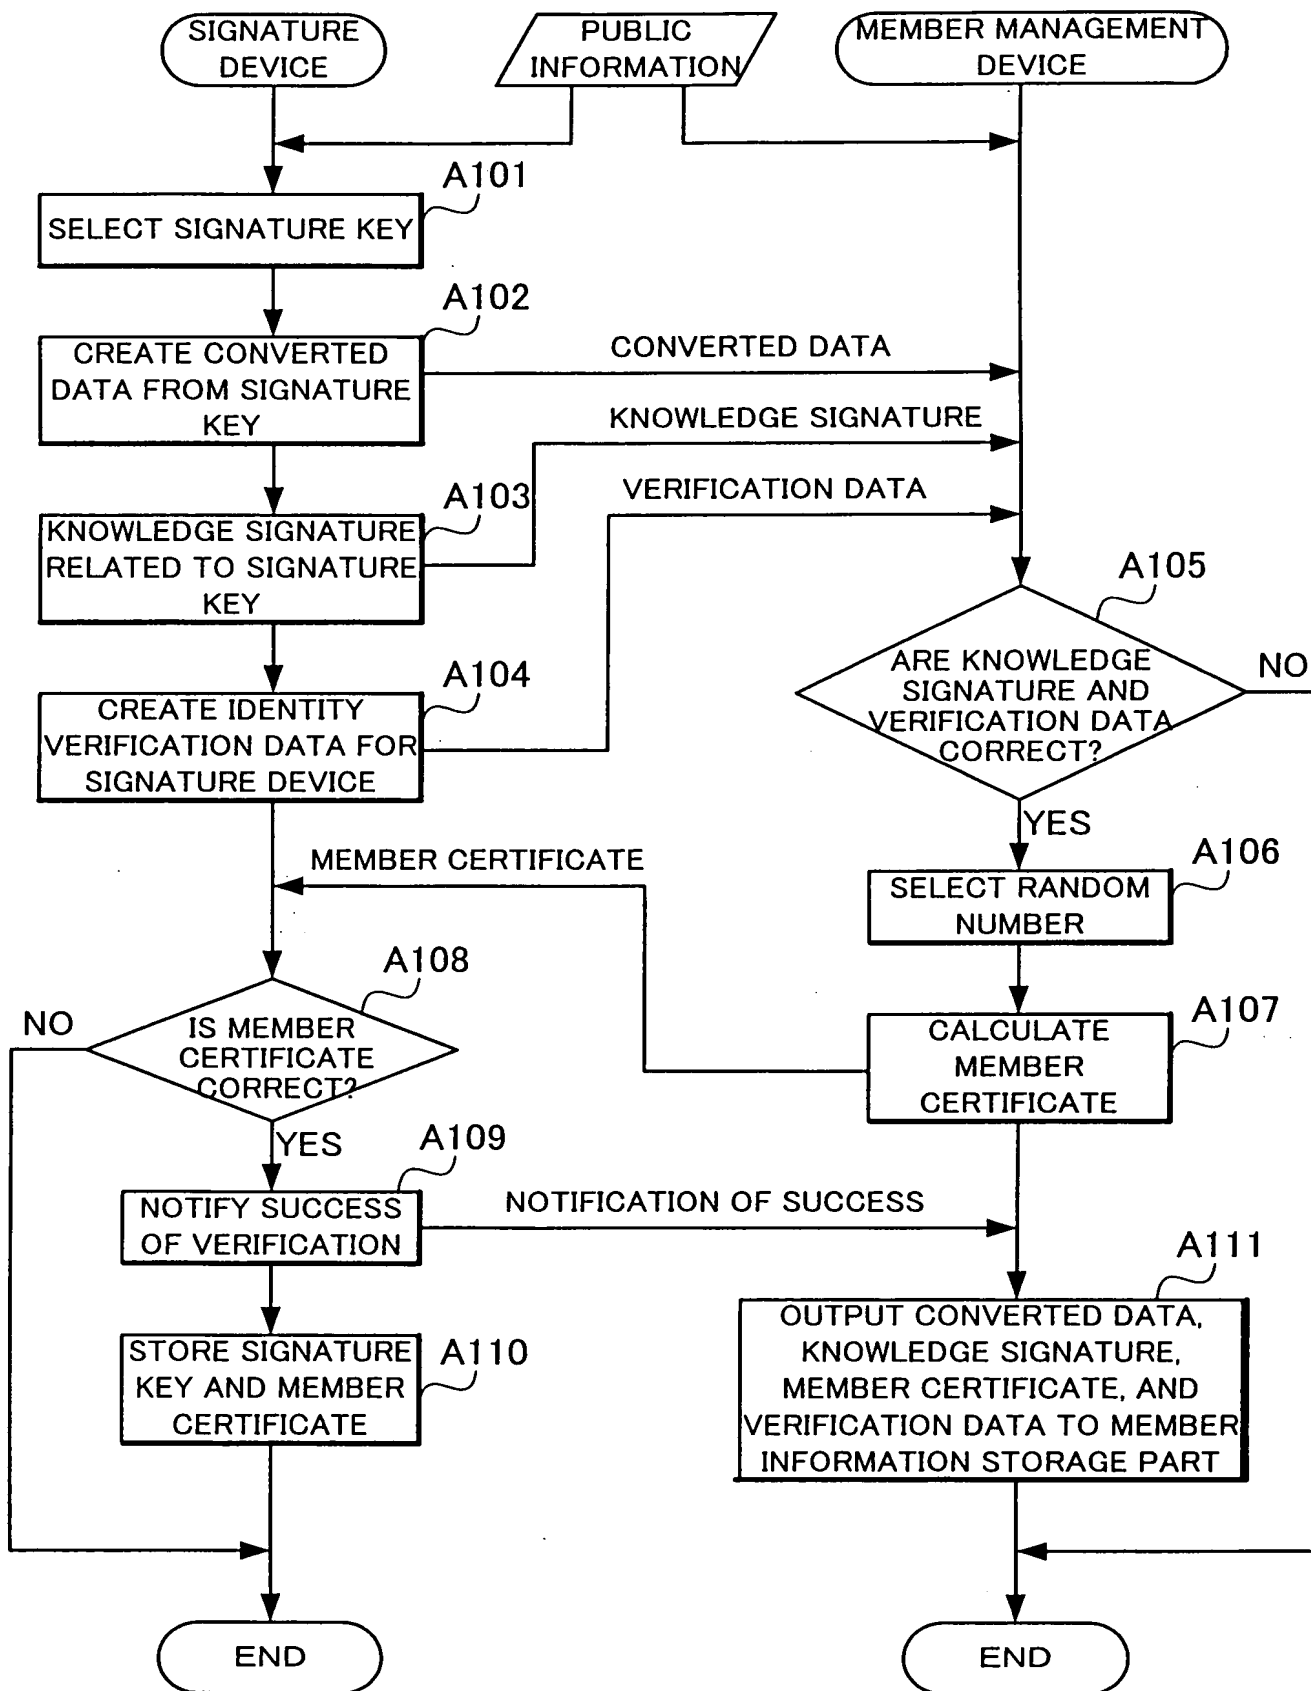 SIGNATURE
DEVICE
PUBLIC
INFORMATION
MEMBER MANAGEMENT
DEVICE
A101
SELECT SIGNATURE KEY
A102
CREATE CONVERTED
DATA FROM SIGNATURE
KEY
CONVERTED DATA
KNOWLEDGE SIGNATURE
A103
KNOWLEDGE SIGNATURE
RELATED TO SIGNATURE
KEY
VERIFICATION DATA
A104
CREATE IDENTITY
VERIFICATION DATA FOR
SIGNATURE DEVICE
A105
ARE KNOWLEDGE
SIGNATURE AND
VERIFICATION DATA
CORRECT?
NO
YES
A106
SELECT RANDOM
NUMBER
MEMBER CERTIFICATE
A107
CALCULATE
MEMBER
CERTIFICATE
A108
IS MEMBER
CERTIFICATE
CORRECT?
NO
YES
A109
NOTIFY SUCCESS
OF VERIFICATION
NOTIFICATION OF SUCCESS
A110
STORE SIGNATURE
KEY AND MEMBER
CERTIFICATE
A111
OUTPUT CONVERTED DATA,
KNOWLEDGE SIGNATURE,
MEMBER CERTIFICATE, AND
VERIFICATION DATA TO MEMBER
INFORMATION STORAGE PART
END
END